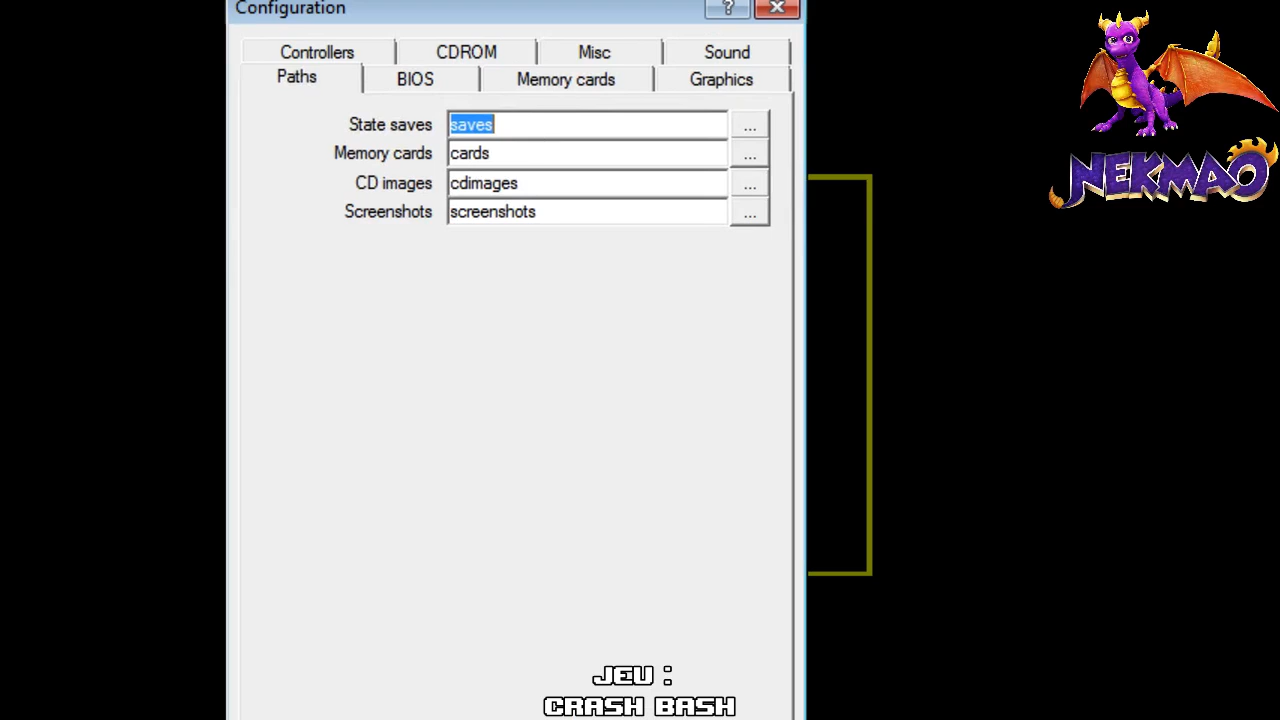 Configuration
Controllers CDROM Misc Sound
Paths BIOS Memory cards Graphics
State saves saves ...
Memory cards cards ...
CD images cdimages ...
Screenshots screenshots ...
NEKMAO
JEU :
CRASH BASH